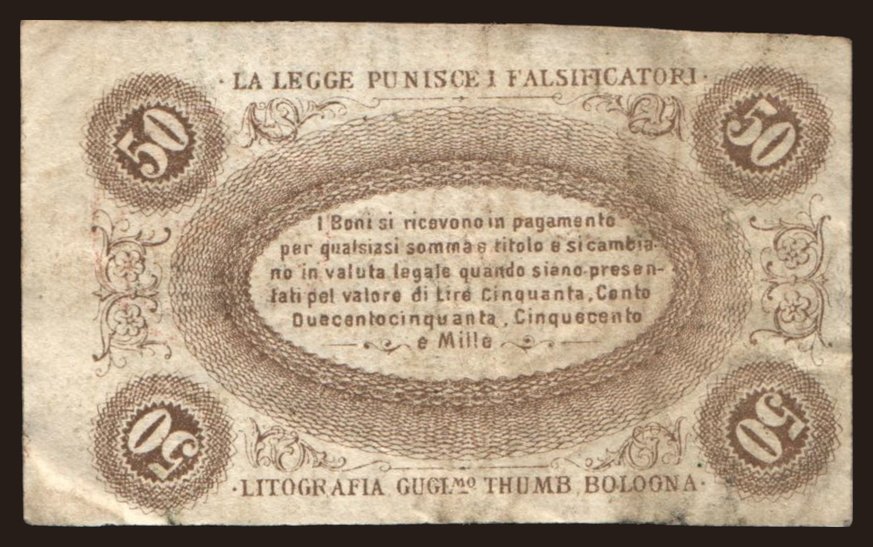 50
· LA LEGGE PUNISCE I FALSIFICATORI ·
50
I Boni si ricevono in pagamento
per qualsiasi somma e titolo e si cambia-
no in valuta legale quando siano presen-
tati pel valore di Lire Cinquanta, Cento
Duecentocinquanta, Cinquecento
e Mille
50
· LITOGRAFIA GUGL.MO THUMB BOLOGNA ·
50